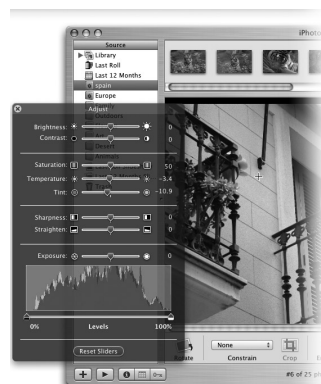 iPhoto
Source
Library
Last Roll
Last 12 Months
spain
Europe
Adjust
Brightness: 0
Contrast: 0
Saturation: 50
Temperature: -3.4
Tint: -10.9
Sharpness: 0
Straighten: 0
Exposure: 0
0% Levels 100%
Reset Sliders
Rotate
None
Constrain
Crop
#6 of 25